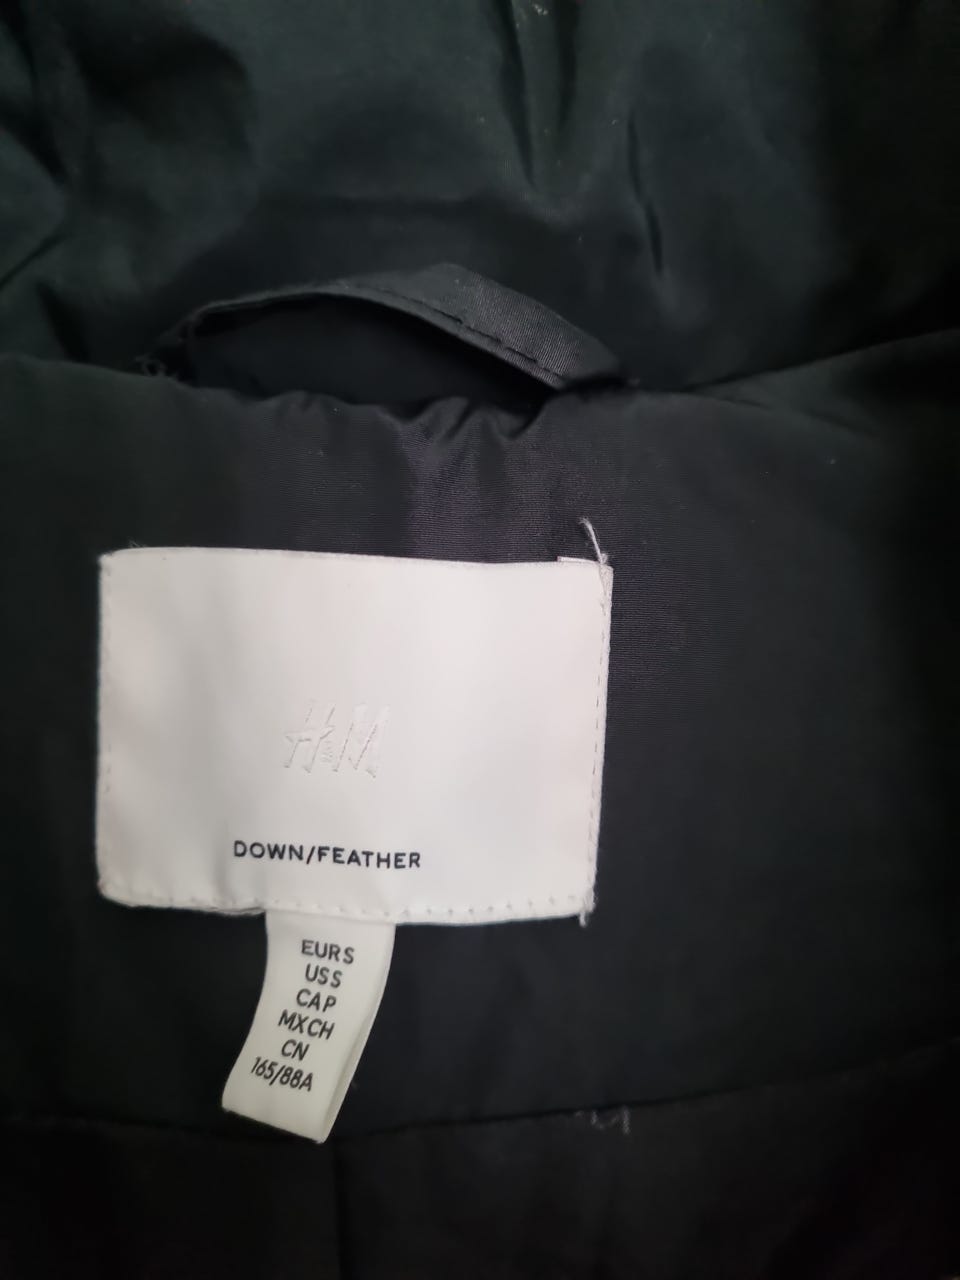 H&M
DOWN/FEATHER
EUR S
US S
CA P
MX CH
CN
165/88A